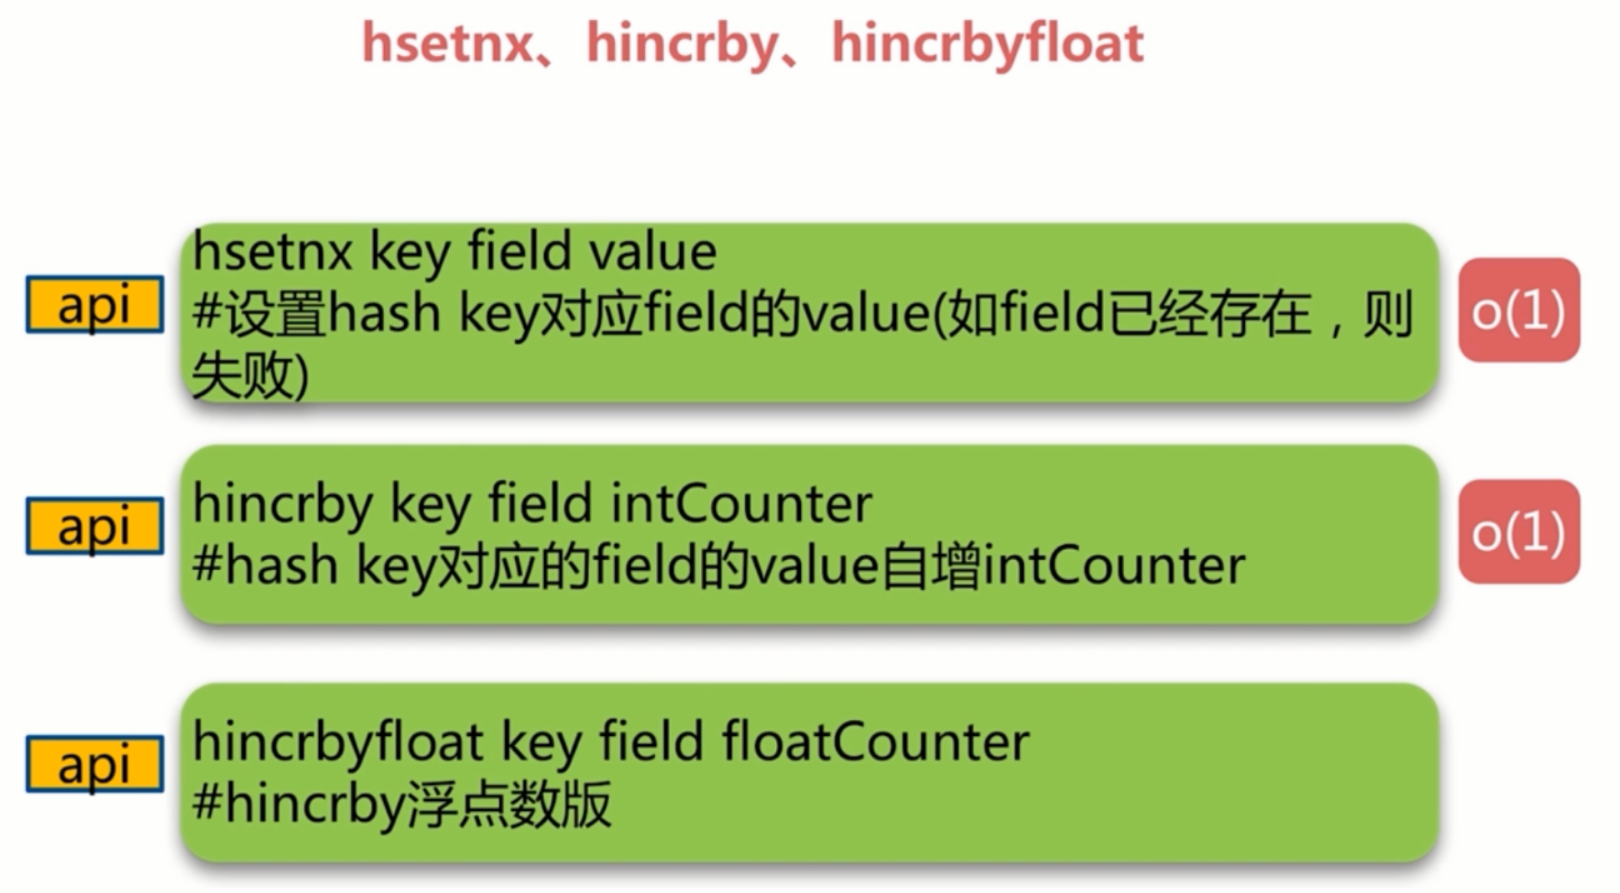 hsetnx、hincrby、hincrbyfloat
api
hsetnx key field value
#设置hash key对应field的value(如field已经存在，则
失败)
o(1)
api
hincrby key field intCounter
#hash key对应的field的value自增intCounter
o(1)
api
hincrbyfloat key field floatCounter
#hincrby浮点数版